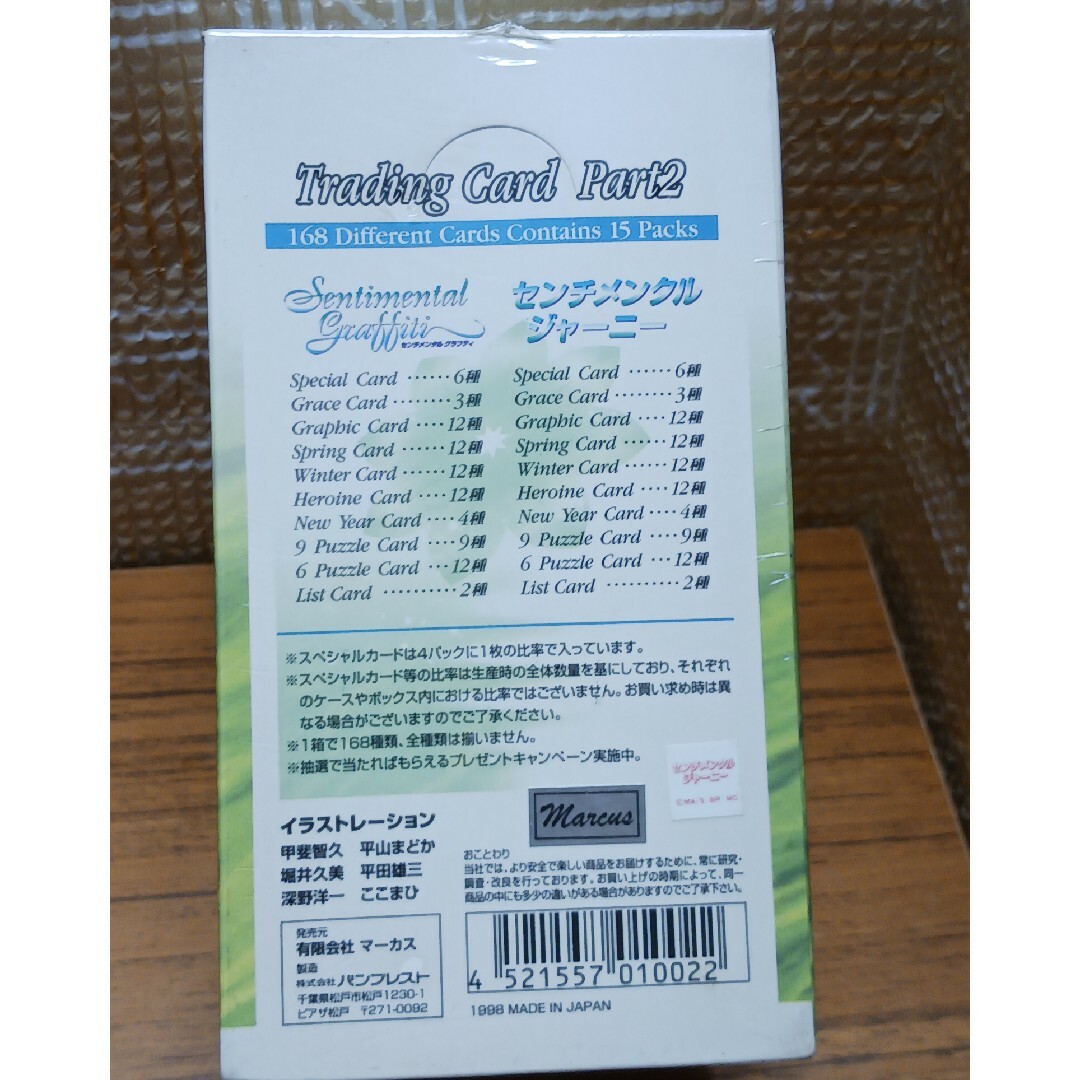 Trading Card Part2
168 Different Cards Contains 15 Packs
Sentimental
Graffiti
センチメンタル グラフティ
Special Card ······ 6種
Grace Card ········ 3種
Graphic Card ···· 12種
Spring Card ······ 12種
Winter Card ······ 12種
Heroine Card ···· 12種
New Year Card ···· 4種
9 Puzzle Card ···· 9種
6 Puzzle Card ··· 12種
List Card ·········· 2種
センチメンタル
ジャーニー
Special Card ······ 6種
Grace Card ········ 3種
Graphic Card ···· 12種
Spring Card ······ 12種
Winter Card ······ 12種
Heroine Card ···· 12種
New Year Card ···· 4種
9 Puzzle Card ···· 9種
6 Puzzle Card ··· 12種
List Card ·········· 2種
※スペシャルカードは4パックに1枚の比率で入っています。
※スペシャルカード等の比率は生産時の全体数量を基にしており、それぞれ
のケースやボックス内における比率ではございません。お買い求め時は異
なる場合がございますのでご了承ください。
※1箱で168種類、全種類は揃いません。
※抽選で当たればもらえるプレゼントキャンペーン実施中。
センチメンタル
ジャーニー
イラストレーション
甲斐智久 平山まどか
堀井久美 平田雄三
深野洋一 ここまひ
Marcus
おことわり
当社では、より安全で楽しい商品をお届けするために、常に研究・
調査・改良を行っております。お買い上げの時期によって、同一
商品の中にも多少の違いがある場合がありますのでご了承下さい。
発売元
有限会社 マーカス
製造
株式会社 バンプレスト
千葉県松戸市松戸1230-1
ピアザ松戸 〒271-0092
4 521557 010022
1998 MADE IN JAPAN